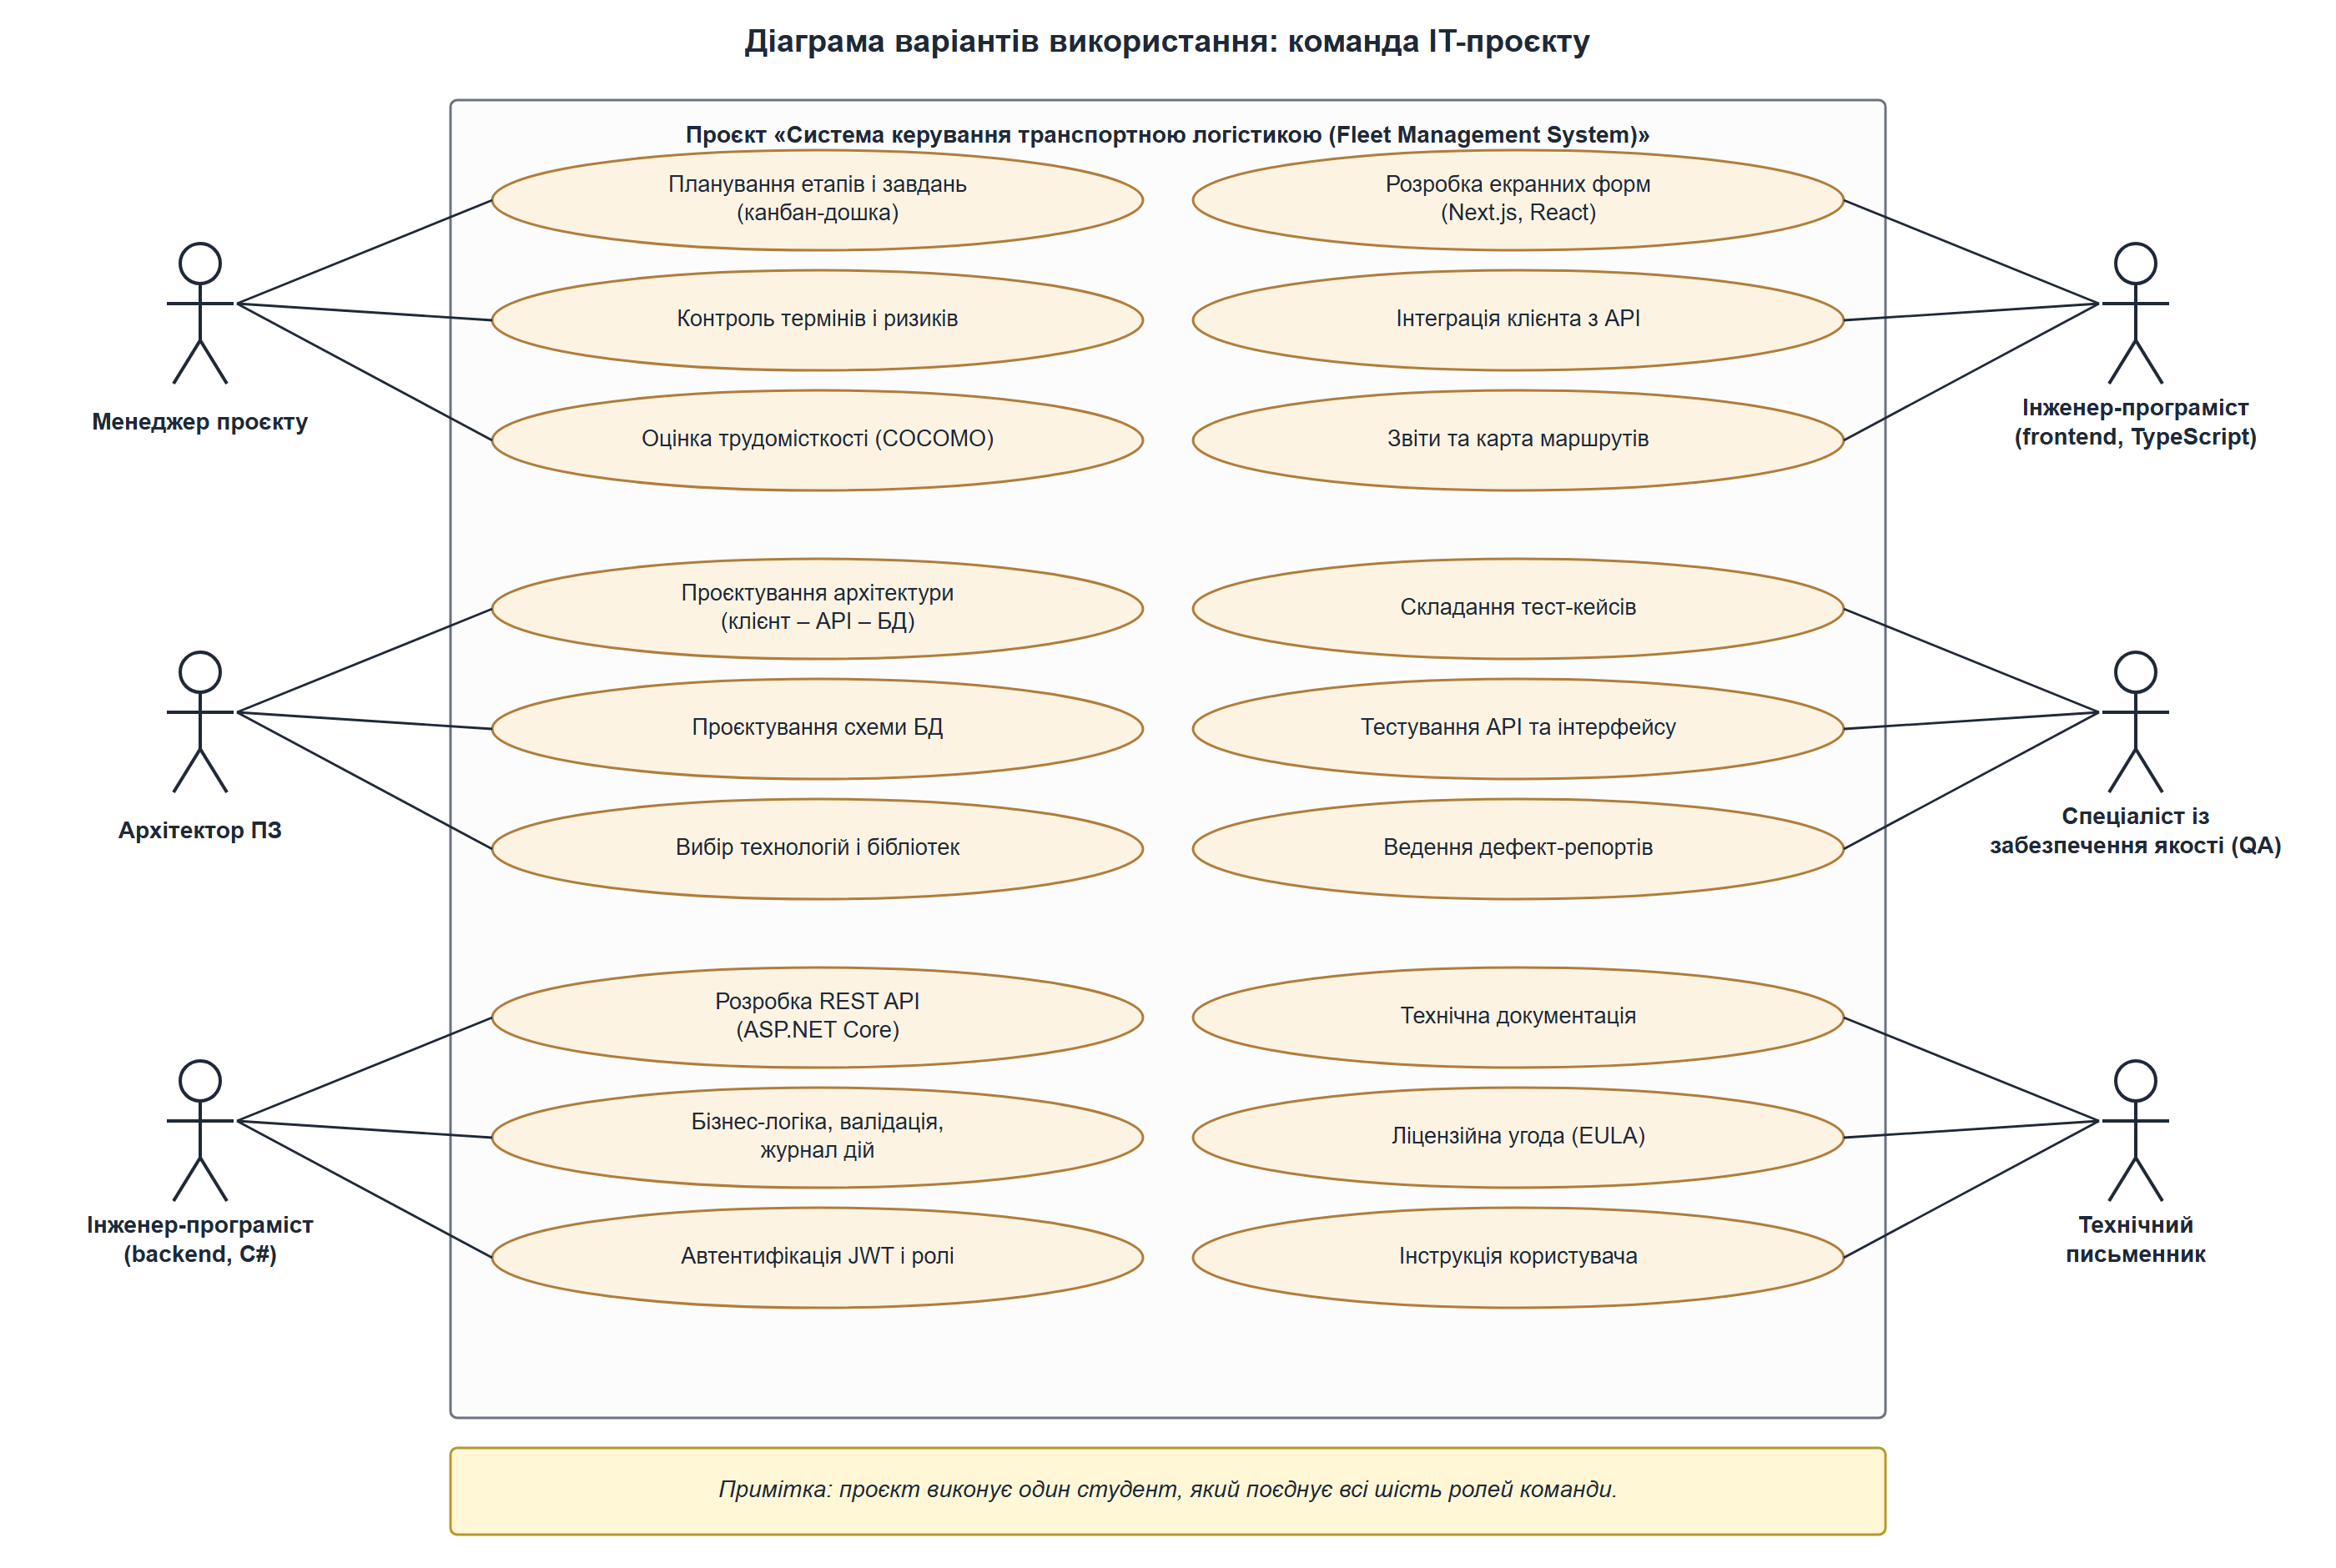 Діаграма варіантів використання: команда ІТ-проєкту
Проєкт «Система керування транспортною логістикою (Fleet Management System)»
Планування етапів і завдань
(канбан-дошка)
Контроль термінів і ризиків
Оцінка трудомісткості (COCOMO)
Менеджер проєкту
Розробка екранних форм
(Next.js, React)
Інтеграція клієнта з API
Звіти та карта маршрутів
Інженер-програміст
(frontend, TypeScript)
Проєктування архітектури
(клієнт – API – БД)
Проєктування схеми БД
Вибір технологій і бібліотек
Архітектор ПЗ
Складання тест-кейсів
Тестування API та інтерфейсу
Ведення дефект-репортів
Спеціаліст із
забезпечення якості (QA)
Розробка REST API
(ASP.NET Core)
Бізнес-логіка, валідація,
журнал дій
Автентифікація JWT і ролі
Інженер-програміст
(backend, C#)
Технічна документація
Ліцензійна угода (EULA)
Інструкція користувача
Технічний
письменник
Примітка: проєкт виконує один студент, який поєднує всі шість ролей команди.